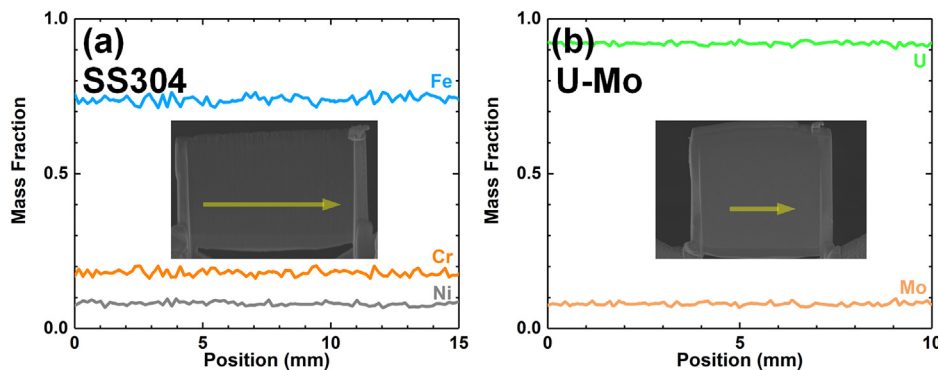 (a)
SS304
Fe
Cr
Ni
Mass Fraction
1.0
0.5
0.0
0
5
10
15
Position (mm)
(b)
U-Mo
U
Mo
Mass Fraction
1.0
0.5
0.0
0
5
10
Position (mm)